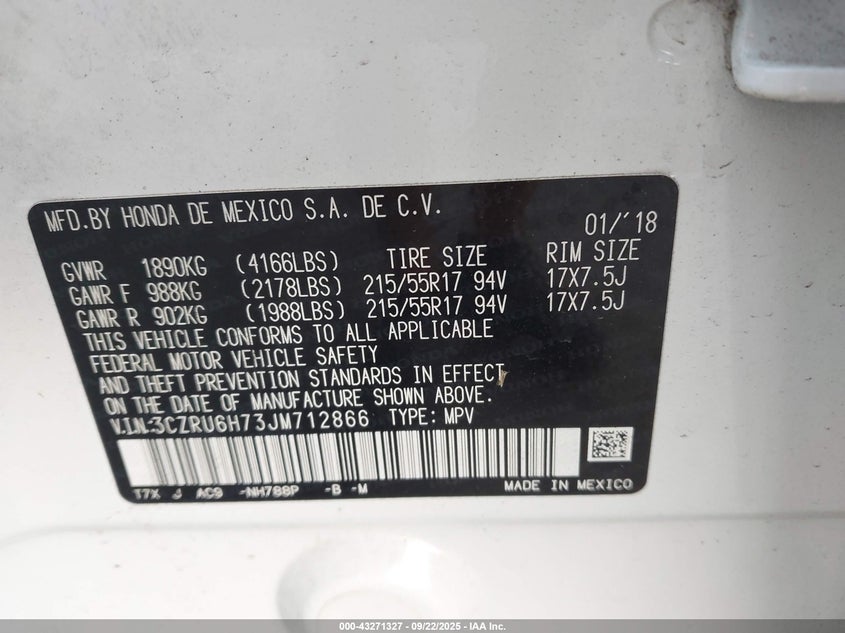 MFD.BY HONDA DE MEXICO S.A. DE C.V. 01/'18
GVWR 1890KG (4166LBS) TIRE SIZE RIM SIZE
GAWR F 988KG (2178LBS) 215/55R17 94V 17X7.5J
GAWR R 902KG (1988LBS) 215/55R17 94V 17X7.5J
THIS VEHICLE CONFORMS TO ALL APPLICABLE
FEDERAL MOTOR VEHICLE SAFETY
AND THEFT PREVENTION STANDARDS IN EFFECT
ON THE DATE OF MANUFACTURE SHOWN ABOVE.
V.I.N.3CZRU6H73JM712866 TYPE: MPV
T7X J AC9 -NH788P -B -M MADE IN MEXICO
000-43271327 - 09/22/2025 - IAA Inc.